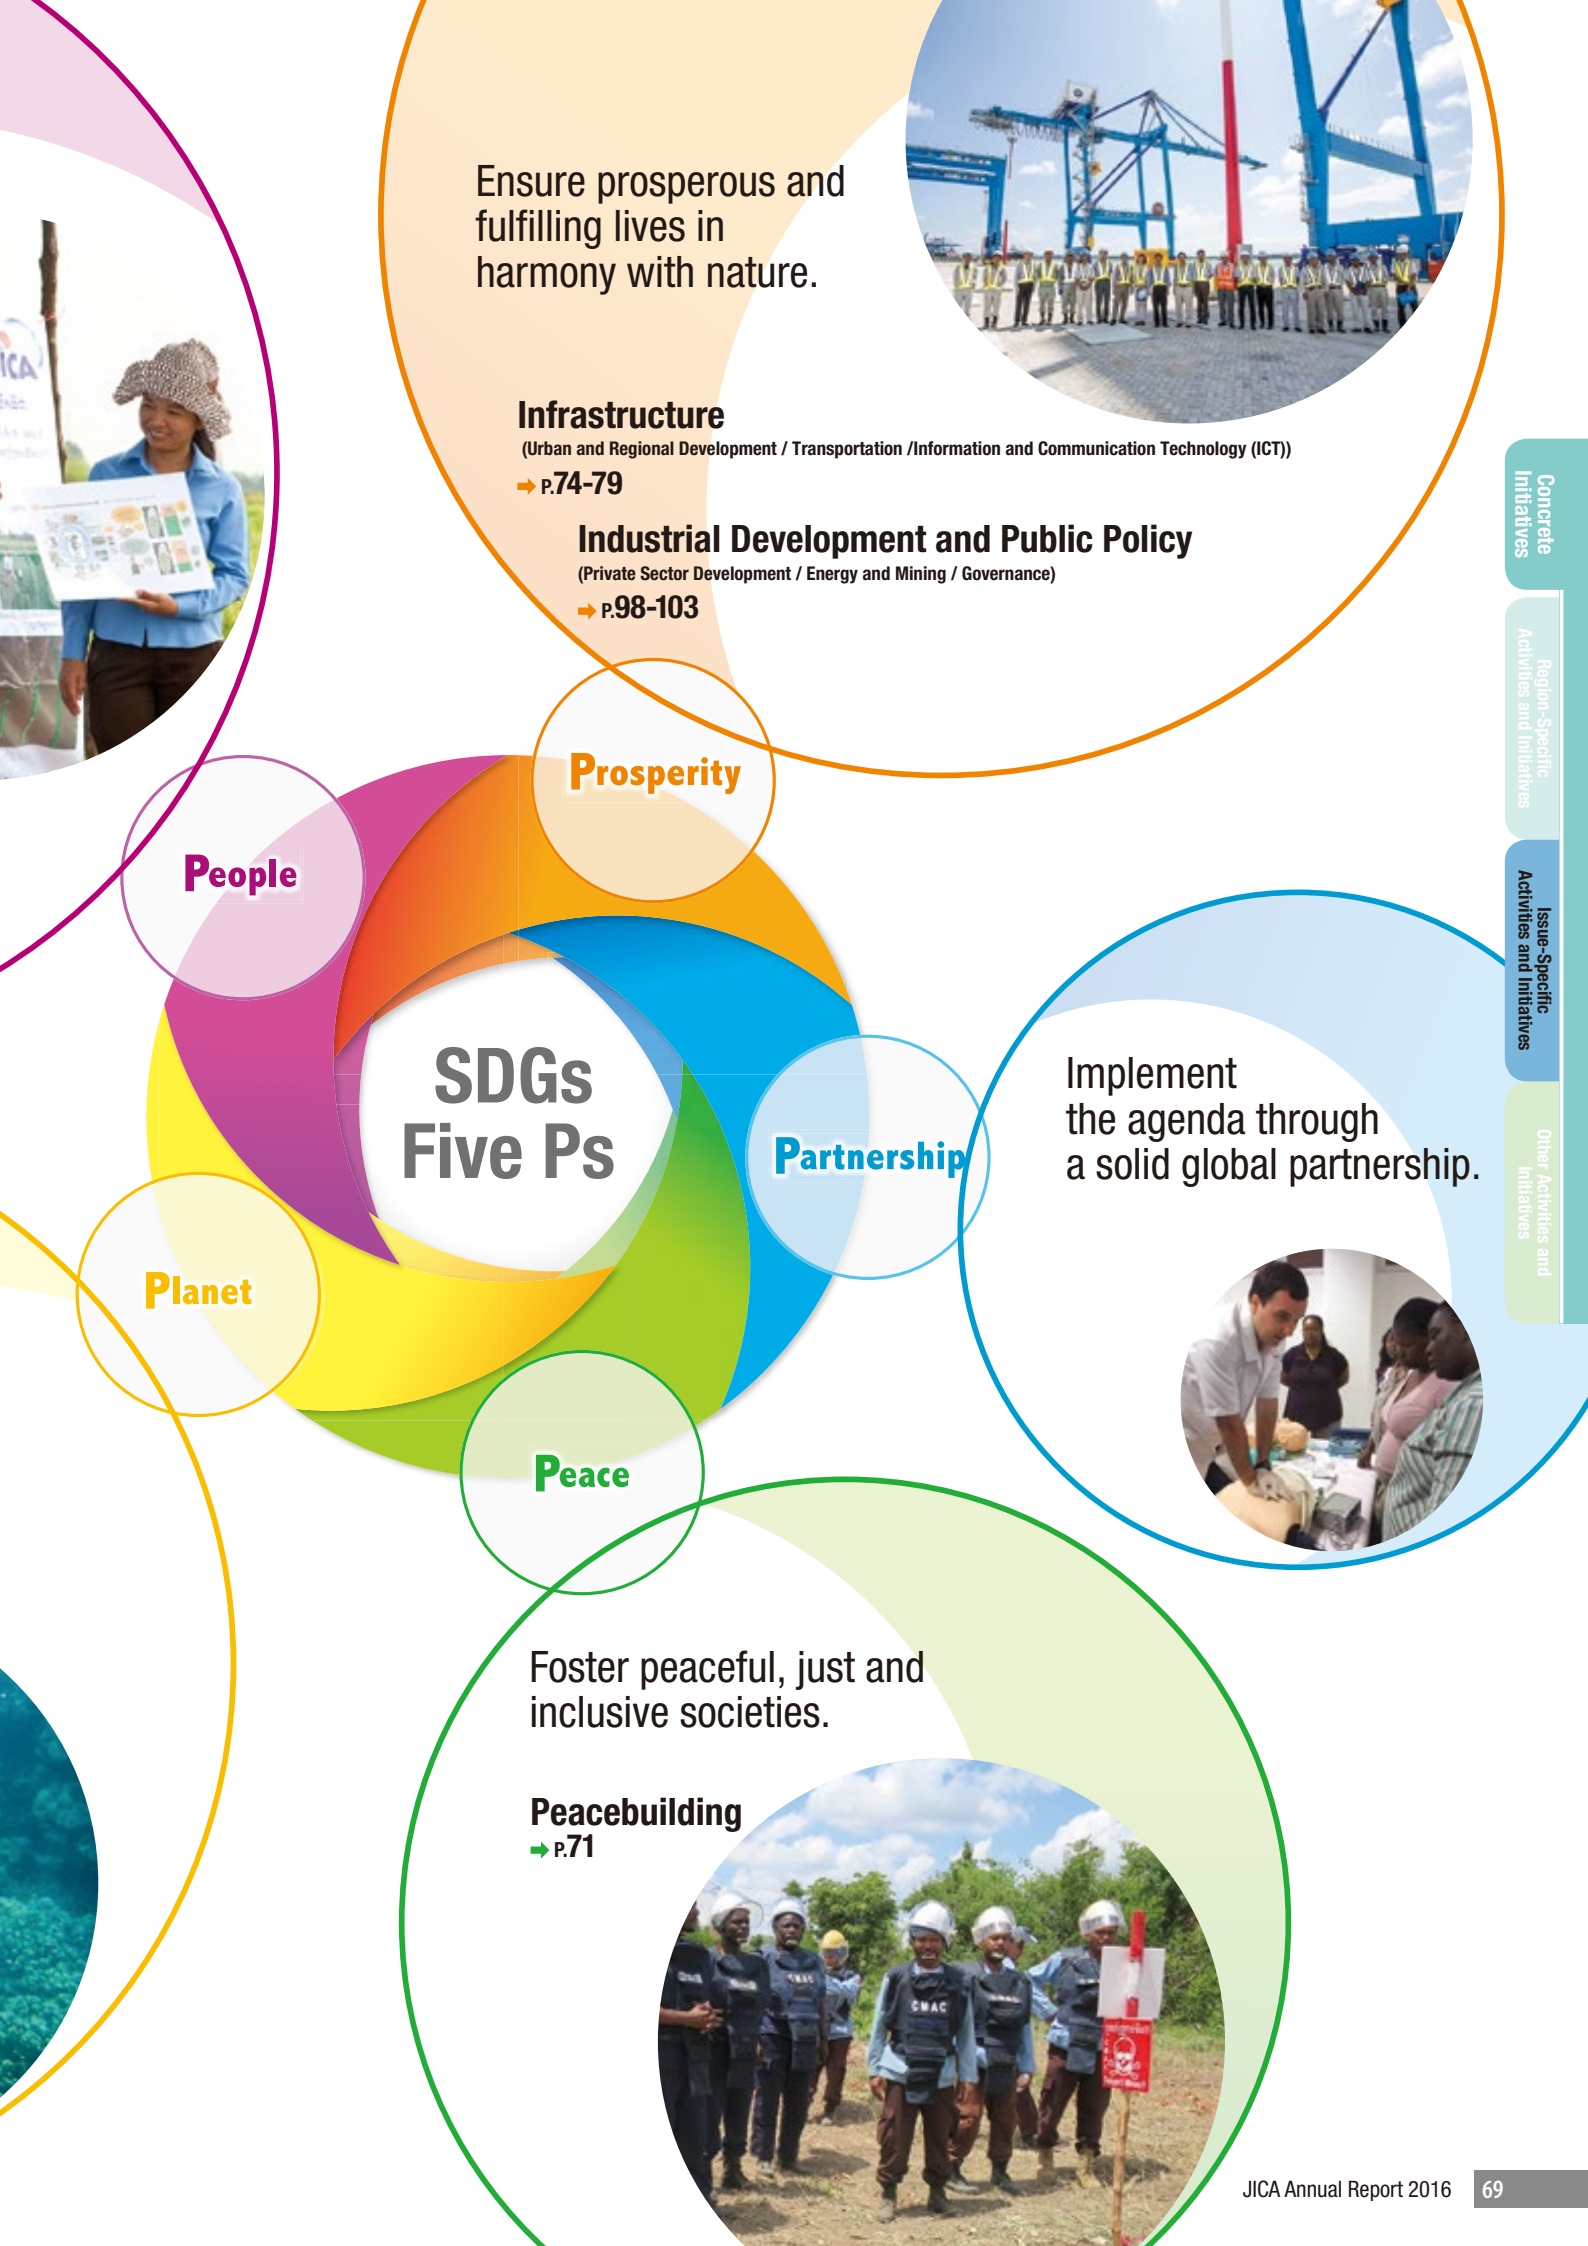 Ensure prosperous and
fulfilling lives in
harmony with nature.
Infrastructure
(Urban and Regional Development / Transportation /Information and Communication Technology (ICT))
P.74-79
Industrial Development and Public Policy
(Private Sector Development / Energy and Mining / Governance)
P.98-103
ICA
Prosperity
People
SDGs
Five Ps
Partnership
Planet
Peace
Implement
the agenda through
a solid global partnership.
Foster peaceful, just and
inclusive societies.
Peacebuilding
P.71
CMAC
CMAC
Concrete
Initiatives
Region-Specific
Activities and Initiatives
Issue-Specific
Activities and Initiatives
Other Activities and
Initiatives
JICA Annual Report 2016
69